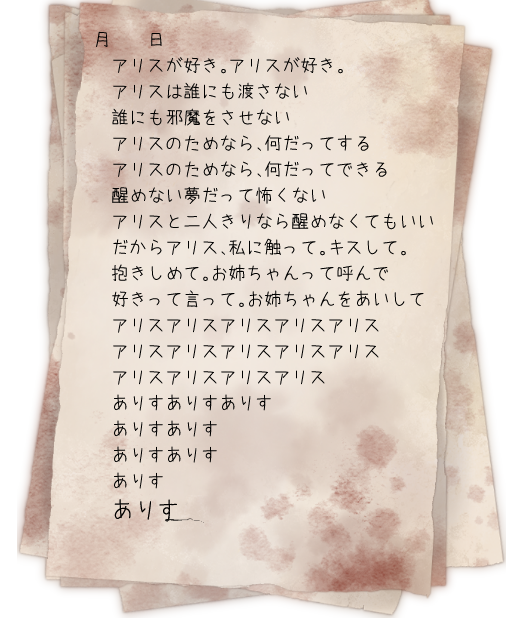 月　日
アリスが好き。アリスが好き。
アリスは誰にも渡さない
誰にも邪魔をさせない
アリスのためなら、何だってする
アリスのためなら、何だってできる
醒めない夢だって怖くない
アリスと二人きりなら醒めなくてもいい
だからアリス、私に触って。キスして。
抱きしめて。お姉ちゃんって呼んで
好きって言って。お姉ちゃんをあいして
アリスアリスアリスアリスアリス
アリスアリスアリスアリスアリス
アリスアリスアリスアリス
ありすありすありす
ありすありす
ありすありす
ありす
ありす